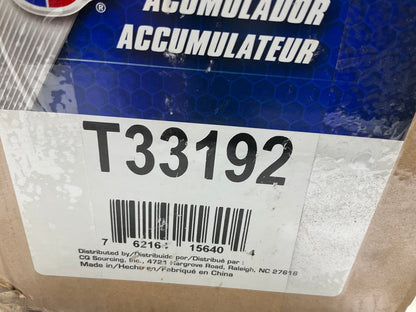 ®
ACUMULADOR
ACCUMULATEUR
T33192
7 62164 15640 4
Distributed by/Distribuido por/Distribué par :
CQ Sourcing, Inc., 4721 Hargrove Road, Raleigh, NC 27616
Made in/Hecho en/Fabriqué en China